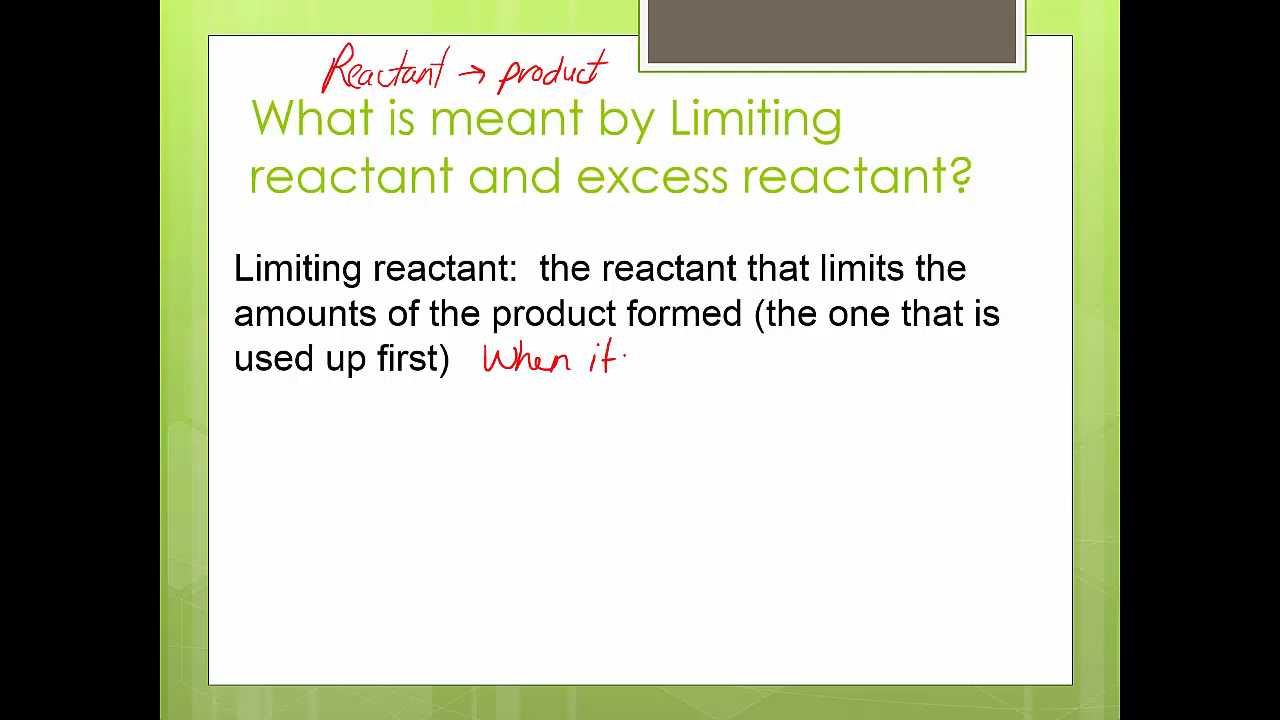 Reactant → product
What is meant by Limiting
reactant and excess reactant?
Limiting reactant: the reactant that limits the
amounts of the product formed (the one that is
used up first) When it